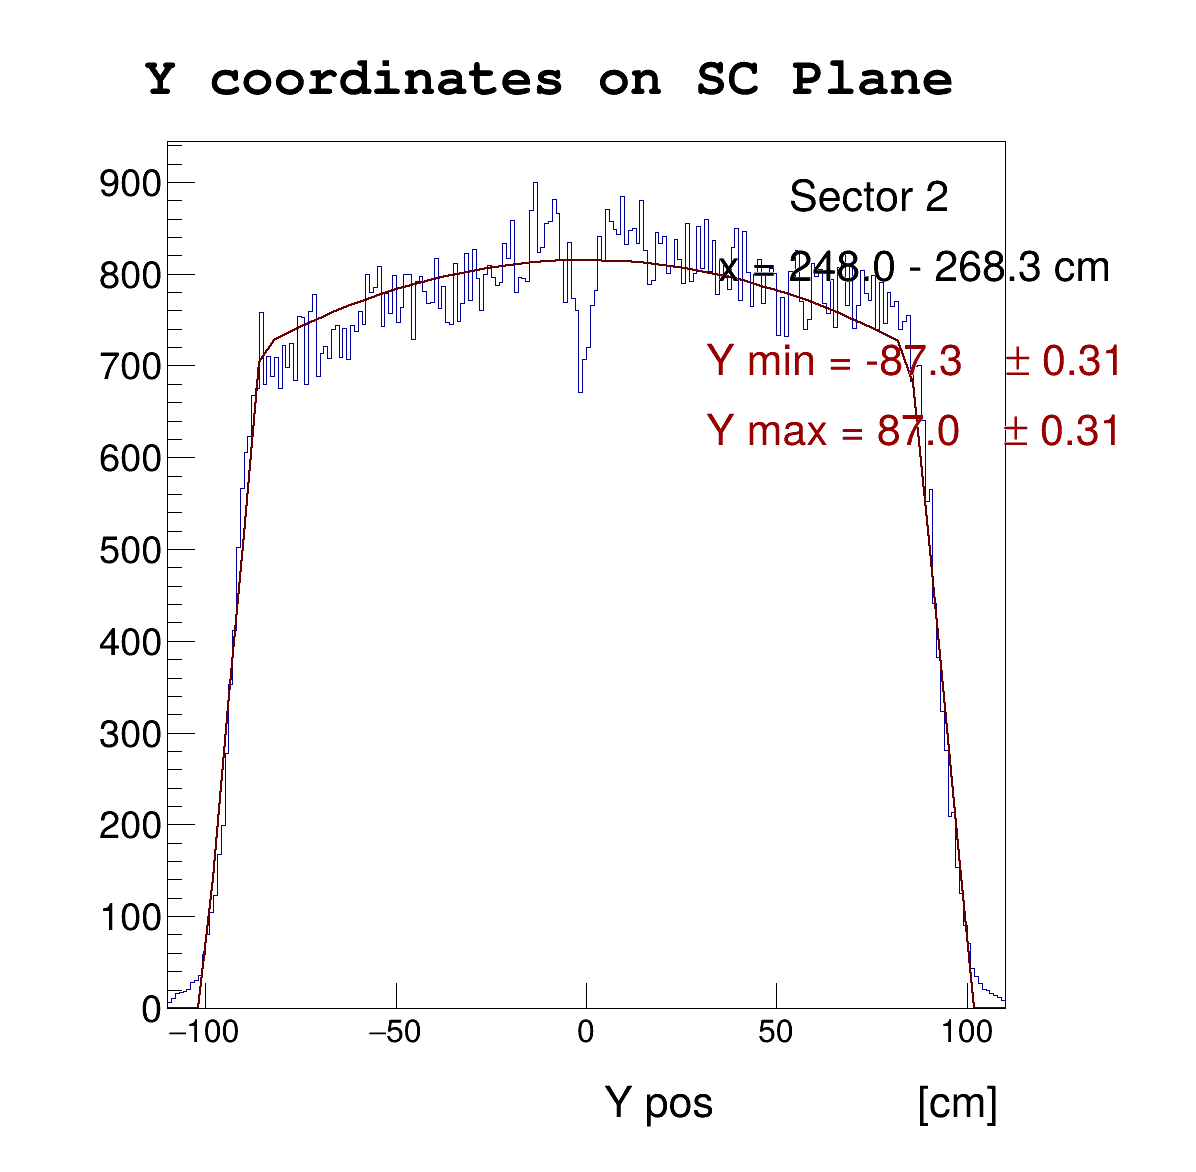 Y coordinates on SC Plane
Sector 2
x = 248.0 - 268.3 cm
Y min = -87.3 ± 0.31
Y max = 87.0 ± 0.31
900
800
700
600
500
400
300
200
100
0
−100 −50 0 50 100
Y pos [cm]